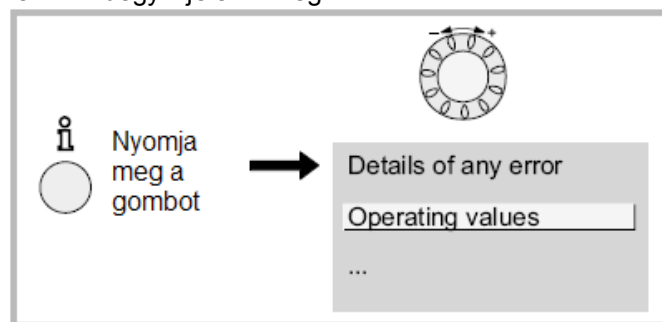 - +
Nyomja
meg a
gombot
Details of any error
Operating values
...